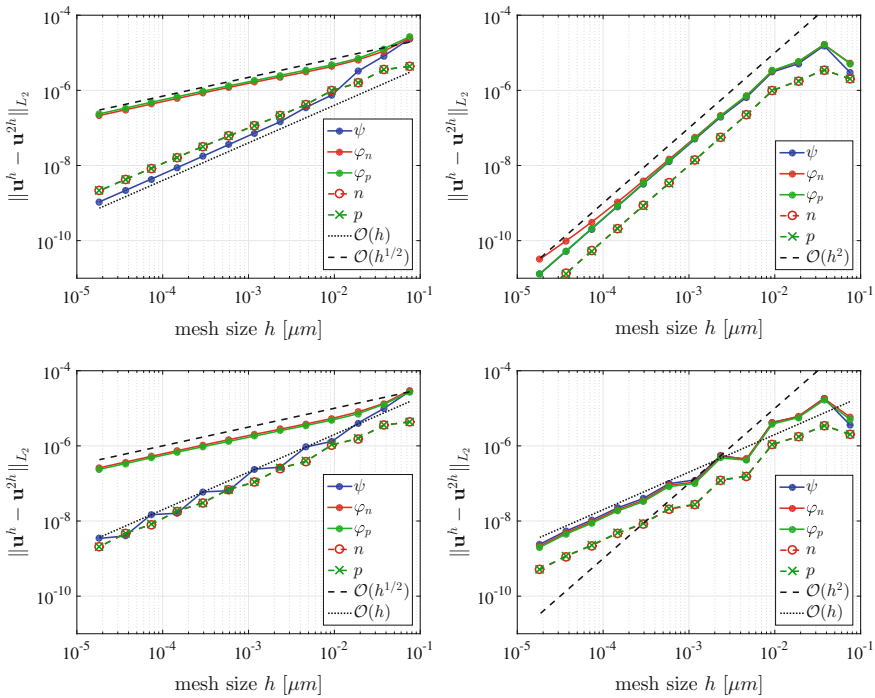 10^{-4}
10^{-6}
10^{-8}
10^{-10}
||u^h − u^{2h}||_{L_2}
ψ
φ_n
φ_p
n
p
O(h)
O(h^{1/2})
10^{-5} 10^{-4} 10^{-3} 10^{-2} 10^{-1}
mesh size h [μm]
10^{-4}
10^{-6}
10^{-8}
10^{-10}
||u^h − u^{2h}||_{L_2}
ψ
φ_n
φ_p
n
p
O(h^2)
10^{-5} 10^{-4} 10^{-3} 10^{-2} 10^{-1}
mesh size h [μm]
10^{-4}
10^{-6}
10^{-8}
10^{-10}
||u^h − u^{2h}||_{L_2}
ψ
φ_n
φ_p
n
p
O(h^{1/2})
O(h)
10^{-5} 10^{-4} 10^{-3} 10^{-2} 10^{-1}
mesh size h [μm]
10^{-4}
10^{-6}
10^{-8}
10^{-10}
||u^h − u^{2h}||_{L_2}
ψ
φ_n
φ_p
n
p
O(h^2)
O(h)
10^{-5} 10^{-4} 10^{-3} 10^{-2} 10^{-1}
mesh size h [μm]